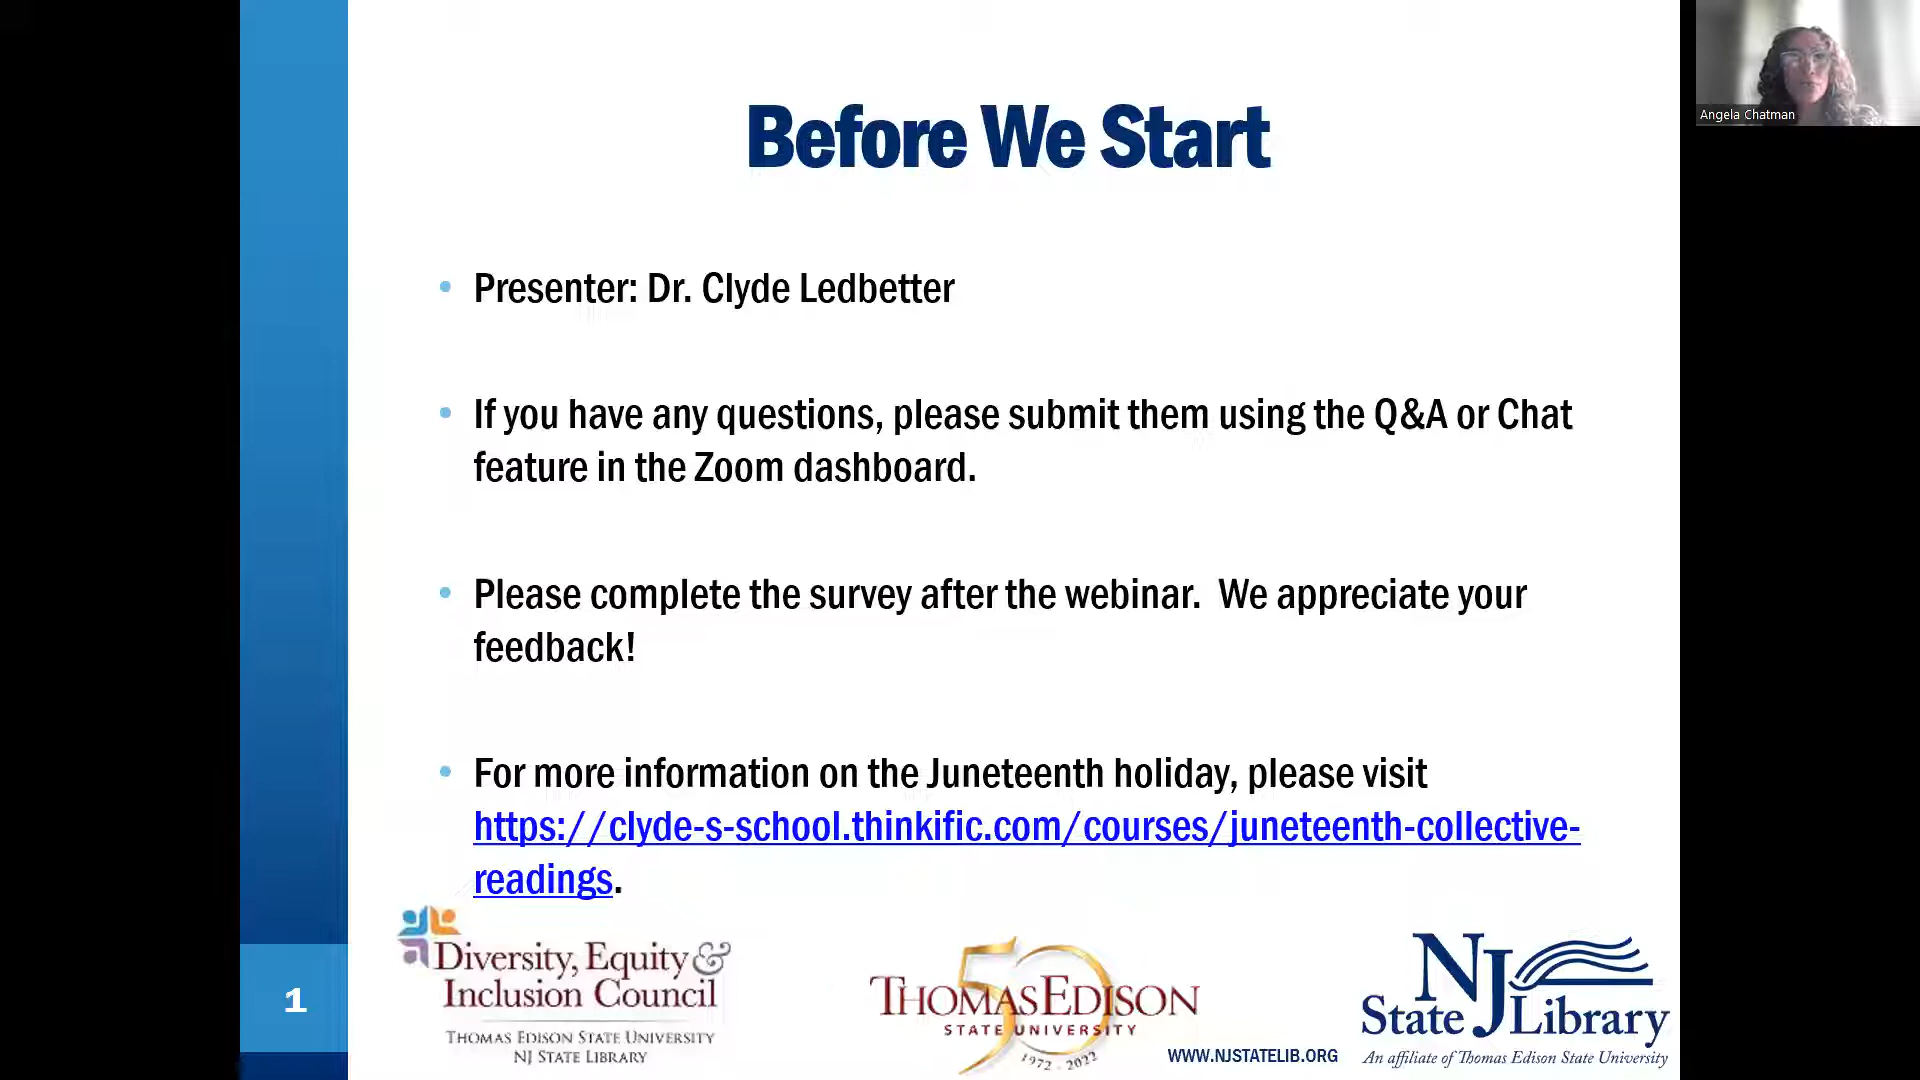 Before We Start
Angela Chatman
• Presenter: Dr. Clyde Ledbetter
• If you have any questions, please submit them using the Q&A or Chat
feature in the Zoom dashboard.
• Please complete the survey after the webinar.  We appreciate your
feedback!
• For more information on the Juneteenth holiday, please visit
https://clyde-s-school.thinkific.com/courses/juneteenth-collective-
readings.
1
Diversity, Equity &
Inclusion Council
THOMAS EDISON STATE UNIVERSITY
NJ STATE LIBRARY
50
THOMAS EDISON
STATE UNIVERSITY
1972 - 2022
WWW.NJSTATELIB.ORG
NJ
State Library
An affiliate of Thomas Edison State University